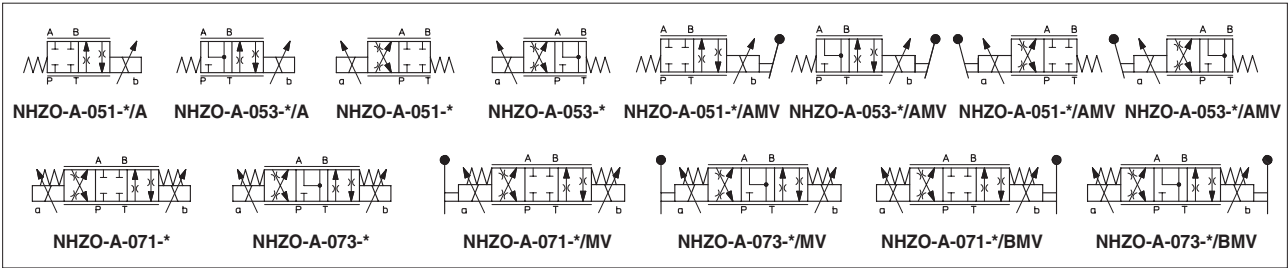 A B A B A B A B A B A B A B A B
P T b P T b a P T a P T P T b P T b a P T a P T
NHZO-A-051-*/A NHZO-A-053-*/A NHZO-A-051-* NHZO-A-053-* NHZO-A-051-*/AMV NHZO-A-053-*/AMV NHZO-A-051-*/AMV NHZO-A-053-*/AMV
A B A B A B A B A B A B
a P T b a P T b a P T b a P T b a P T b a P T b
NHZO-A-071-* NHZO-A-073-* NHZO-A-071-*/MV NHZO-A-073-*/MV NHZO-A-071-*/BMV NHZO-A-073-*/BMV